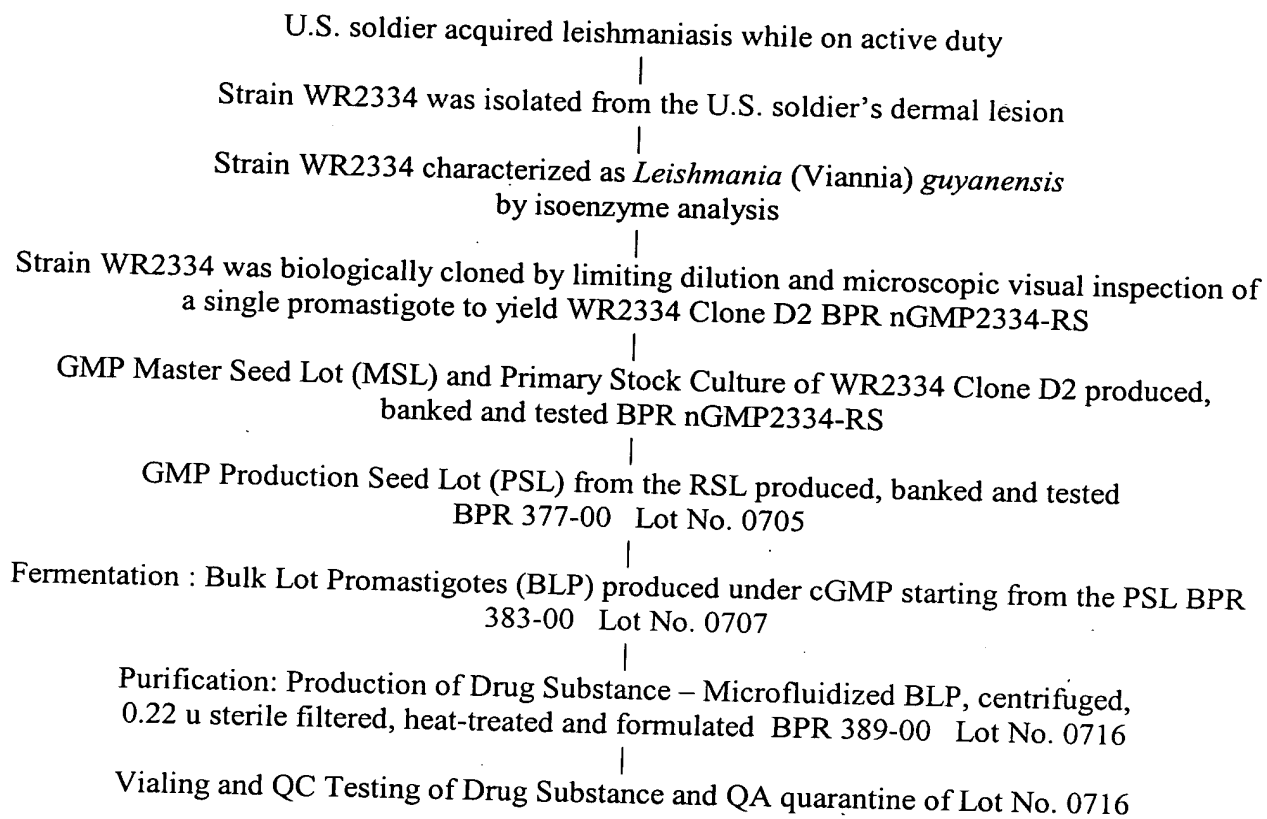 U.S. soldier acquired leishmaniasis while on active duty
Strain WR2334 was isolated from the U.S. soldier's dermal lesion
Strain WR2334 characterized as Leishmania (Viannia) guyanensis
by isoenzyme analysis
Strain WR2334 was biologically cloned by limiting dilution and microscopic visual inspection of
a single promastigote to yield WR2334 Clone D2 BPR nGMP2334-RS
GMP Master Seed Lot (MSL) and Primary Stock Culture of WR2334 Clone D2 produced,
banked and tested BPR nGMP2334-RS
GMP Production Seed Lot (PSL) from the RSL produced, banked and tested
BPR 377-00 Lot No. 0705
Fermentation : Bulk Lot Promastigotes (BLP) produced under cGMP starting from the PSL BPR
383-00 Lot No. 0707
Purification: Production of Drug Substance – Microfluidized BLP, centrifuged,
0.22 u sterile filtered, heat-treated and formulated BPR 389-00 Lot No. 0716
Vialing and QC Testing of Drug Substance and QA quarantine of Lot No. 0716